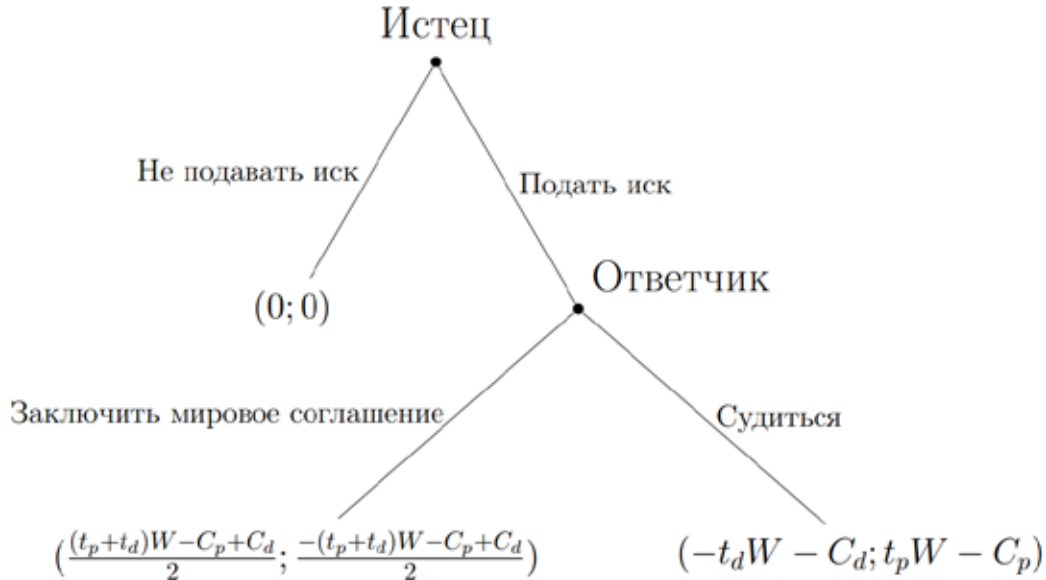 Истец
Не подавать иск
Подать иск
Ответчик
(0; 0)
Заключить мировое соглашение
Судиться
(\frac{(t_p+t_d)W-C_p+C_d}{2}; \frac{-(t_p+t_d)W-C_p+C_d}{2})
(-t_dW - C_d; t_pW - C_p)